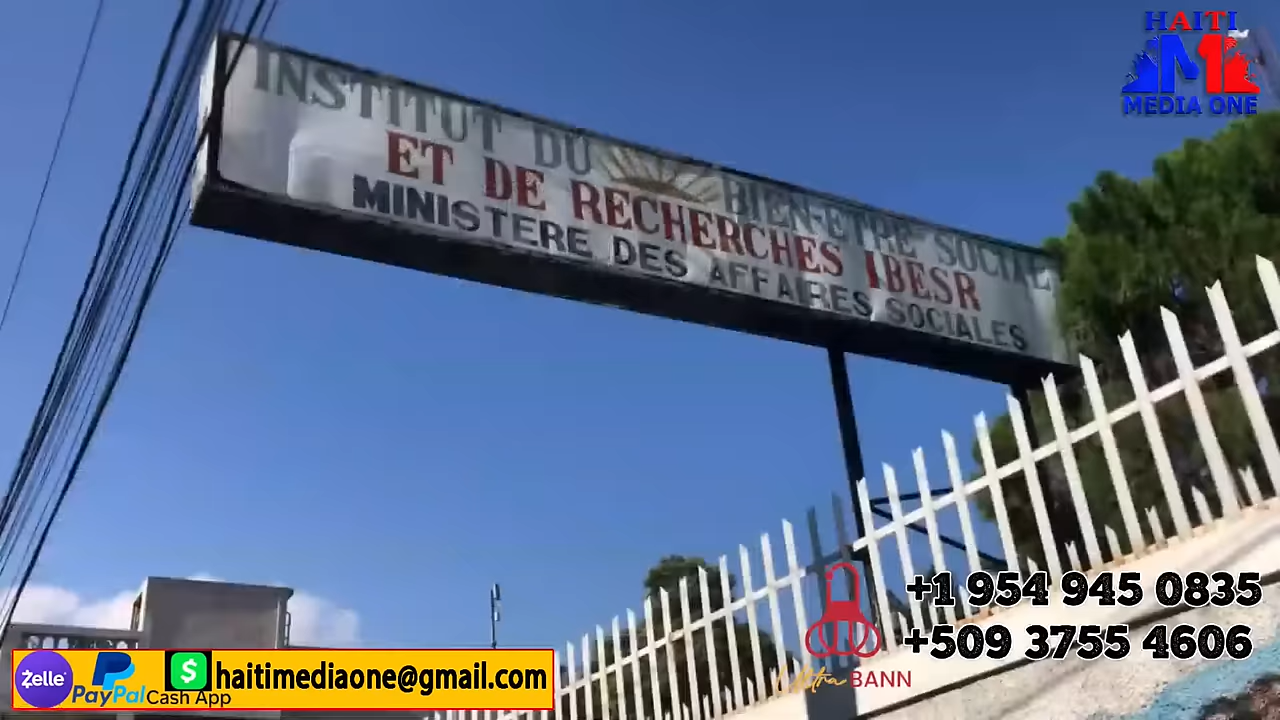 HAITI
M
MEDIA ONE
INSTITUT DU BIEN-ETRE SOCIAL
ET DE RECHERCHES IBESR
MINISTERE DES AFFAIRES SOCIALES
+1 954 945 0835
+509 3755 4606
Ultra BANN
Zelle
PayPal
$
Cash App
haitimediaone@gmail.com